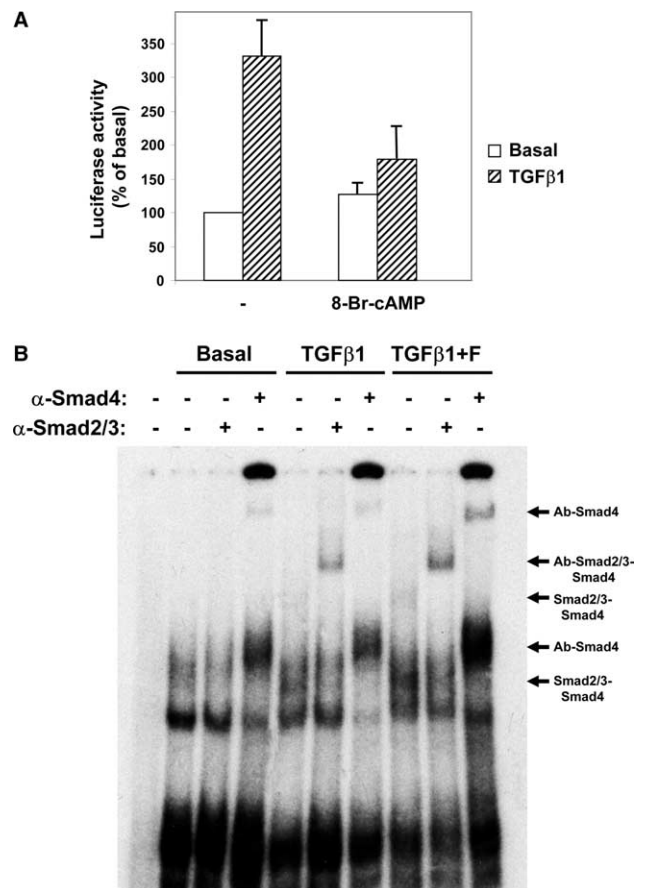 A
Luciferase activity
(% of basal)
350
300
250
200
150
100
50
0
-
8-Br-cAMP
Basal
TGFβ1
B
Basal TGFβ1 TGFβ1+F
α-Smad4: - - - + - - + - - +
α-Smad2/3: - - + - - + - - + -
Ab-Smad4
Ab-Smad2/3-
Smad4
Smad2/3-
Smad4
Ab-Smad4
Smad2/3-
Smad4